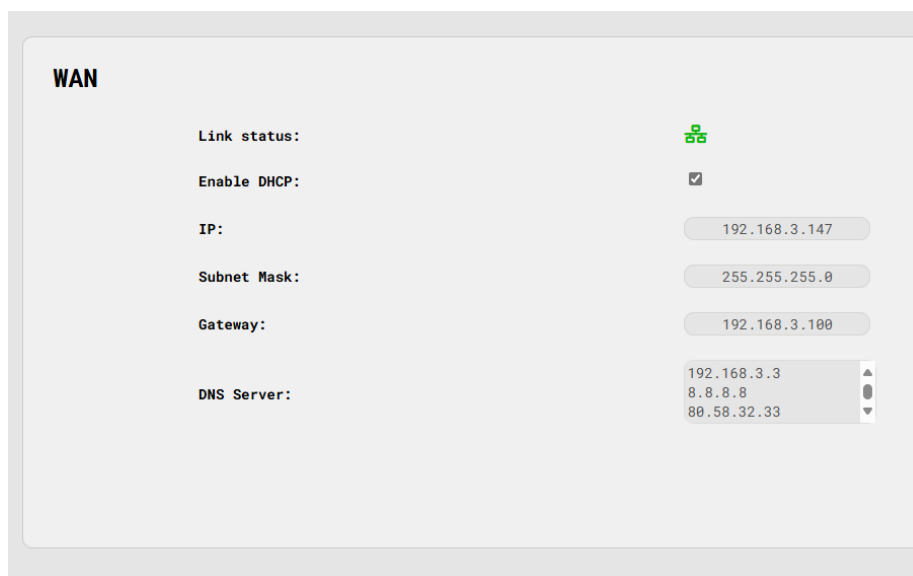 WAN
Link status:
Enable DHCP:
IP: 192.168.3.147
Subnet Mask: 255.255.255.0
Gateway: 192.168.3.100
DNS Server:
192.168.3.3
8.8.8.8
80.58.32.33